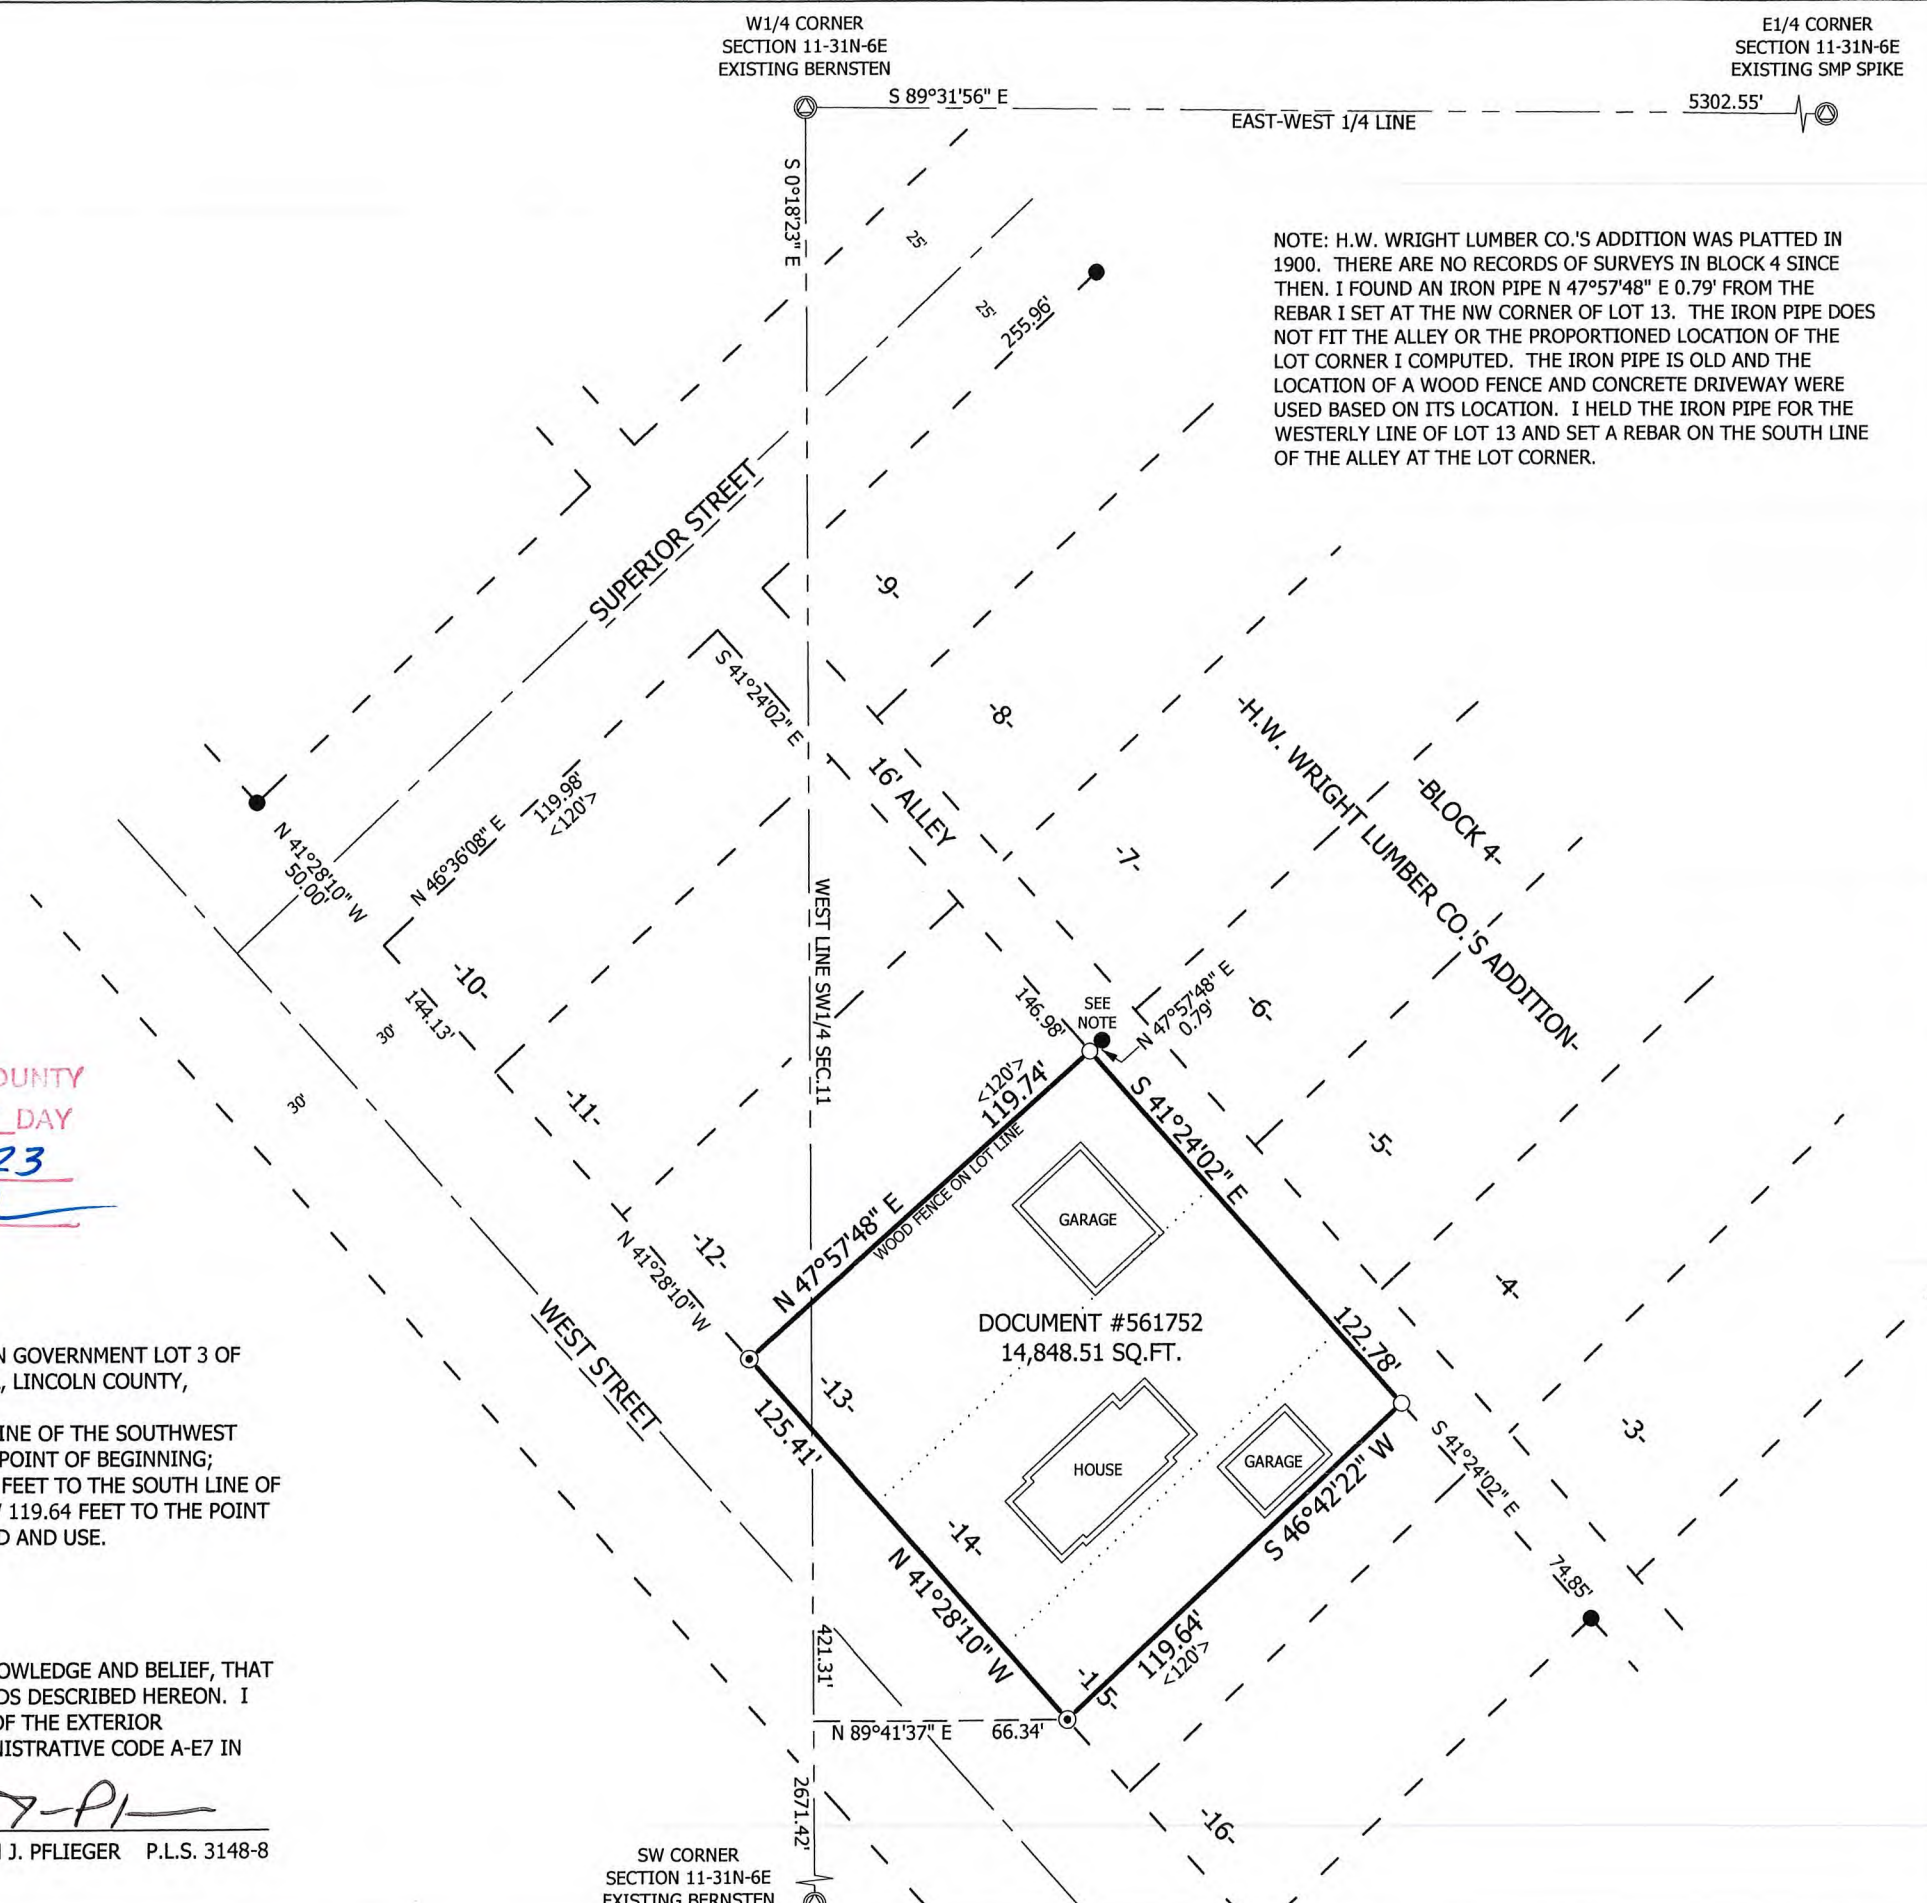 W1/4 CORNER
SECTION 11-31N-6E
EXISTING BERNSTEN
E1/4 CORNER
SECTION 11-31N-6E
EXISTING SMP SPIKE
S 89°31'56" E
5302.55'
EAST-WEST 1/4 LINE
S 0°18'23" E
NOTE: H.W. WRIGHT LUMBER CO.'S ADDITION WAS PLATTED IN
1900. THERE ARE NO RECORDS OF SURVEYS IN BLOCK 4 SINCE
THEN. I FOUND AN IRON PIPE N 47°57'48" E 0.79' FROM THE
REBAR I SET AT THE NW CORNER OF LOT 13. THE IRON PIPE DOES
NOT FIT THE ALLEY OR THE PROPORTIONED LOCATION OF THE
LOT CORNER I COMPUTED. THE IRON PIPE IS OLD AND THE
LOCATION OF A WOOD FENCE AND CONCRETE DRIVEWAY WERE
USED BASED ON ITS LOCATION. I HELD THE IRON PIPE FOR THE
WESTERLY LINE OF LOT 13 AND SET A REBAR ON THE SOUTH LINE
OF THE ALLEY AT THE LOT CORNER.
25'
25'
255.96'
SUPERIOR STREET
-9-
S 41°24'02" E
-8-
16' ALLEY
-H.W. WRIGHT LUMBER CO.'S ADDITION-
-BLOCK 4-
119.98'
<120'>
N 46°36'08" E
N 41°28'10" W
50.00'
-7-
WEST LINE SW1/4 SEC.11
-10-
144.13'
30'
30'
146.98'
SEE
NOTE
N 47°57'48" E
0.79'
-6-
OUNTY
DAY
23
-11-
<120'>
119.74'
S 41°24'02" E
-5-
WOOD FENCE ON LOT LINE
N 47°57'48" E
GARAGE
-12-
N 41°28'10" W
-4-
WEST STREET
DOCUMENT #561752
14,848.51 SQ.FT.
122.78'
N GOVERNMENT LOT 3 OF
, LINCOLN COUNTY,
INE OF THE SOUTHWEST
POINT OF BEGINNING;
FEET TO THE SOUTH LINE OF
119.64 FEET TO THE POINT
D AND USE.
-13-
125.41'
-3-
S 41°24'02" E
HOUSE
GARAGE
S 46°42'22" W
-14-
N 41°28'10" W
74.85'
119.64'
<120'>
421.31'
-15-
N 89°41'37" E
66.34'
OWLEDGE AND BELIEF, THAT
DS DESCRIBED HEREON. I
OF THE EXTERIOR
NISTRATIVE CODE A-E7 IN
2671.42'
-16-
J. PFLIEGER P.L.S. 3148-8
SW CORNER
SECTION 11-31N-6E
EXISTING BERNSTEN